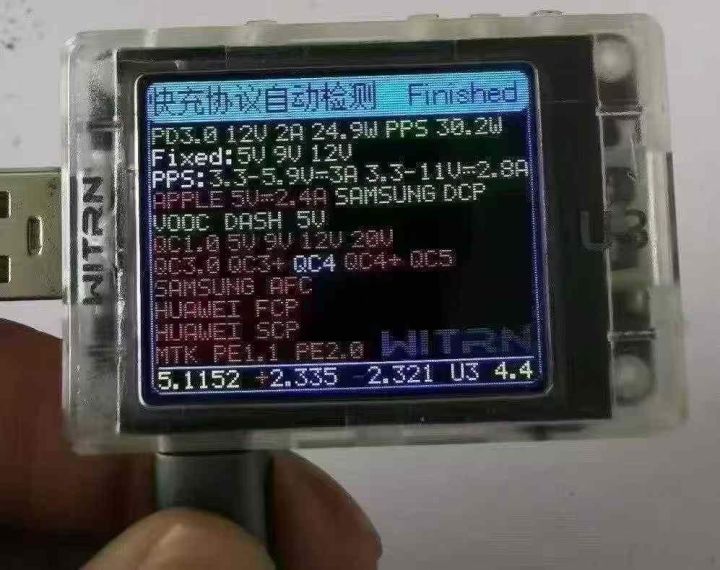 快充协议自动检测 Finished
PD3.0 12V 2A 24.9W PPS 30.2W
Fixed:5V 9V 12V
PPS:3.3-5.9V=3A 3.3-11V=2.8A
APPLE 5V=2.4A SAMSUNG DCP
VOOC DASH 5V
QC1.0 5V 9V 12V 20V
QC3.0 QC3+ QC4 QC4+ QC5
SAMSUNG AFC
HUAWEI FCP
HUAWEI SCP
MTK PE1.1 PE2.0 WITRN
5.1152 +2.335 -2.321 U3 4.4
WITRN
U3